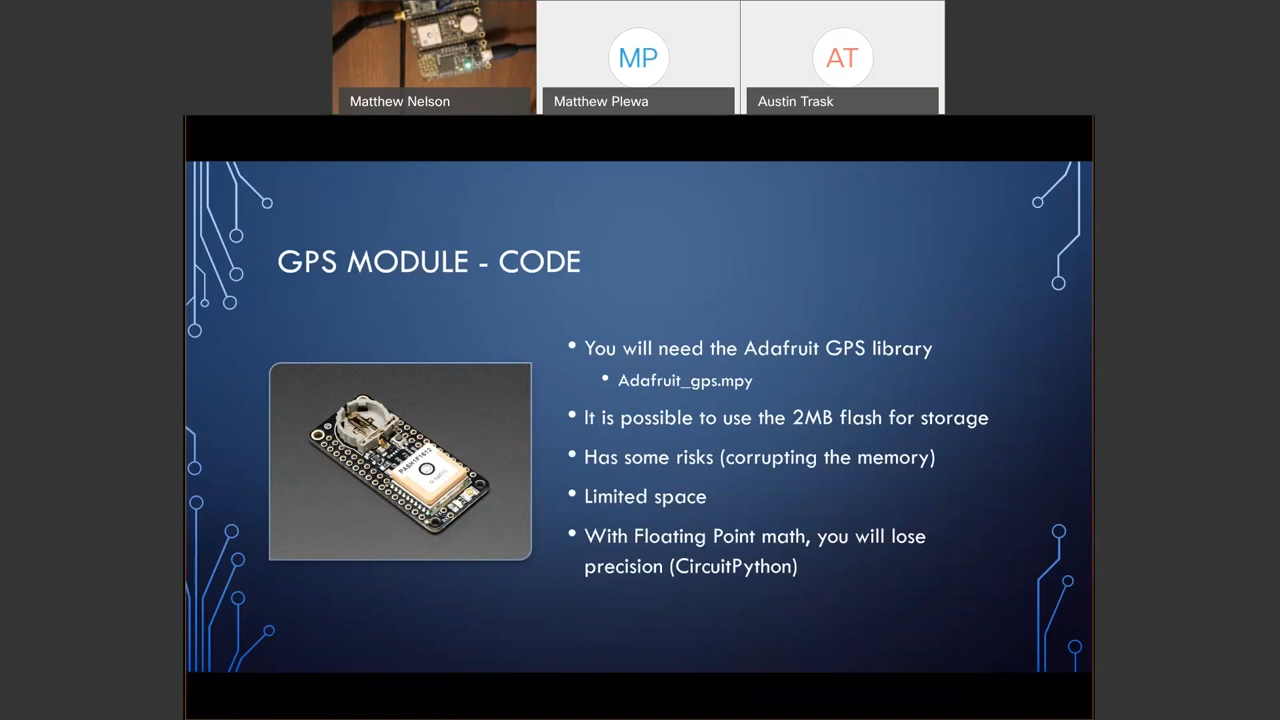 MP
AT
Matthew Nelson
Matthew Plewa
Austin Trask
GPS MODULE - CODE
• You will need the Adafruit GPS library
• Adafruit_gps.mpy
• It is possible to use the 2MB flash for storage
• Has some risks (corrupting the memory)
• Limited space
• With Floating Point math, you will lose
precision (CircuitPython)
PA6H1F1612